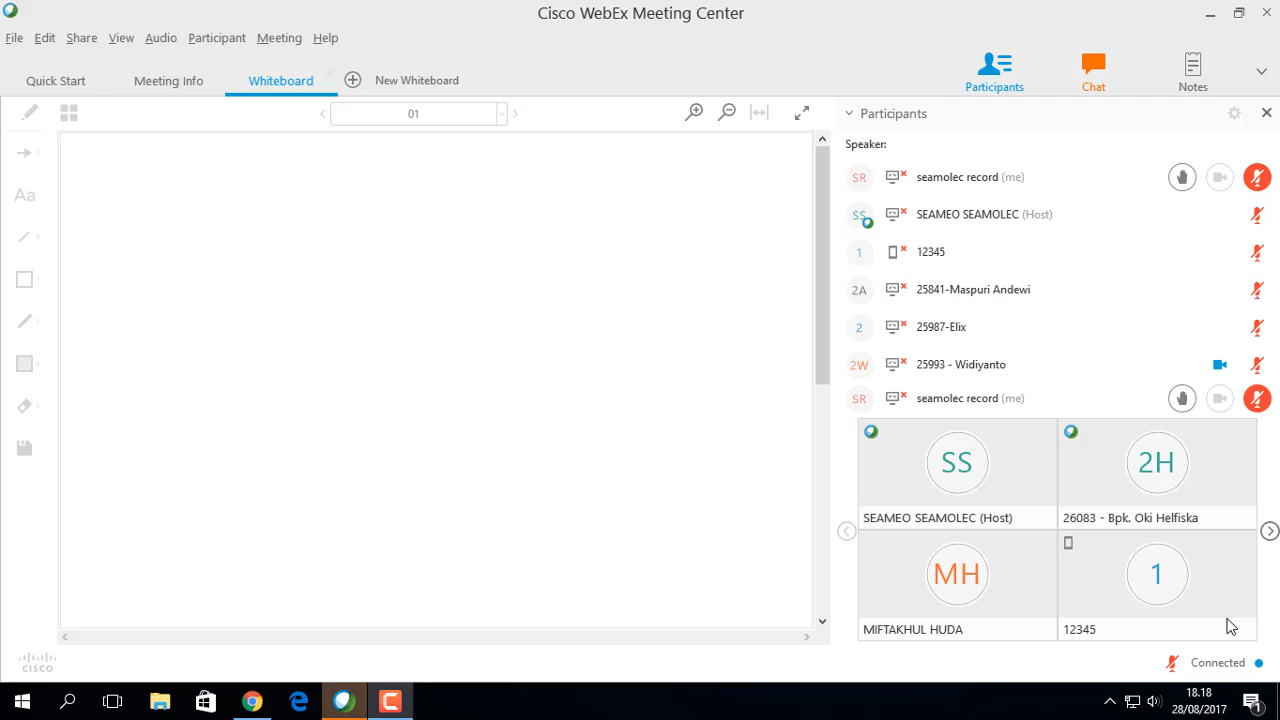 Cisco WebEx Meeting Center
File Edit Share View Audio Participant Meeting Help
Quick Start Meeting Info Whiteboard New Whiteboard
Participants Chat Notes
01
Aa
Participants
Speaker:
SR seamolec record (me)
SS SEAMEO SEAMOLEC (Host)
1 12345
2A 25841-Maspuri Andewi
2 25987-Elix
2W 25993 - Widiyanto
SR seamolec record (me)
SS 2H
SEAMEO SEAMOLEC (Host) 26083 - Bpk. Oki Helfiska
MH 1
MIFTAKHUL HUDA 12345
cisco
Connected
18.18
28/08/2017
1